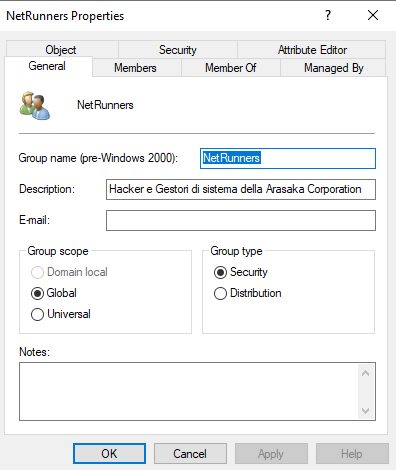 NetRunners Properties
? ×
Object Security Attribute Editor
General Members Member Of Managed By
NetRunners
Group name (pre-Windows 2000): NetRunners
Description: Hacker e Gestori di sistema della Arasaka Corporation
E-mail:
Group scope Group type
Domain local Security
Global Distribution
Universal
Notes:
OK Cancel Apply Help